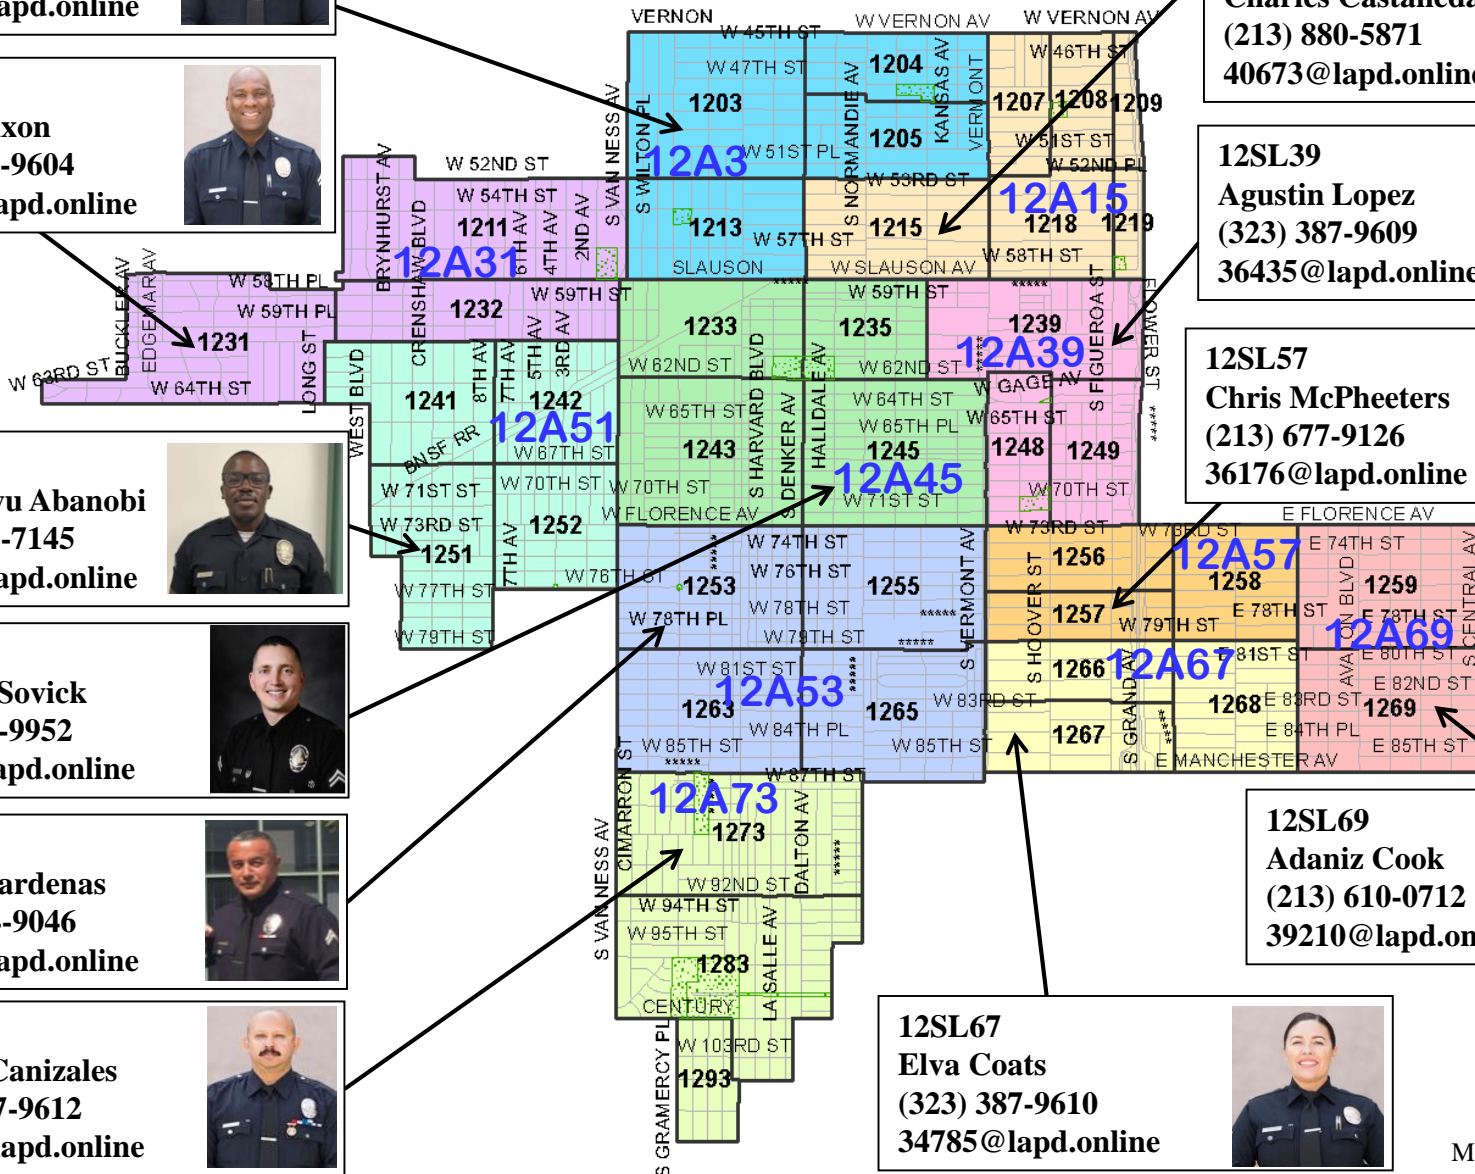 apd.online
xon
-9604
apd.online
yu Abanobi
-7145
apd.online
Sovick
-9952
apd.online
ardenas
-9046
apd.online
Canizales
7-9612
apd.online
(213) 880-5871
40673@lapd.online
12SL39
Agustin Lopez
(323) 387-9609
36435@lapd.online
12SL57
Chris McPheeters
(213) 677-9126
36176@lapd.online
12SL69
Adaniz Cook
(213) 610-0712
39210@lapd.on
12SL67
Elva Coats
(323) 387-9610
34785@lapd.online
M
VERNON
W VERNON AV
W VERNON AV
W 45TH ST
W 46TH ST
W 47TH ST
1204
1203
1207
1208
1209
1205
W 51ST PL
W 51ST ST
W 52ND PL
12A3
W 53RD ST
12A15
1213
1215
1218
1219
W 57TH ST
W 58TH ST
SLAUSON
W SLAUSON AV
S VAN NESS AV
S WILTON PL
S NORMANDIE AV
KANSAS AV
VERMONT
W 52ND ST
W 54TH ST
1211
12A31
BRYNHURST AV
CRENSHAW BLVD
6TH AV
4TH AV
2ND AV
W 58TH PL
W 59TH ST
W 59TH PL
1232
1231
BUCKLER AV
EDGEMAR AV
W 63RD ST
W 64TH ST
LONG ST
WEST BLVD
8TH AV
7TH AV
5TH AV
3RD AV
1241
1242
12A51
BNSF RR
W 67TH ST
W 71ST ST
W 70TH ST
W 73RD ST
1252
1251
7TH AV
W 76TH ST
W 77TH ST
W 79TH ST
*****
W 59TH ST
*****
1233
1235
1239
12A39
*****
W 62ND ST
W 62ND ST
W GAGE AV
S FIGUEROA ST
FLOWER ST
*****
W 64TH ST
W 65TH ST
W 65TH PL
W 65TH ST
1243
1245
1248
1249
12A45
W 70TH ST
W 71ST ST
W 70TH ST
S HARVARD BLVD
S DENKER AV
HALLDALE AV
W FLORENCE AV
E FLORENCE AV
W 73RD ST
W 73RD ST
W 74TH ST
*****
1256
12A57
E 74TH ST
W 76TH ST
1253
1255
1258
1259
W 78TH ST
*****
1257
E 78TH ST
E 78TH ST
W 78TH PL
W 79TH ST
*****
W 79TH ST
12A69
S VERMONT AV
S HOOVER ST
AVALON BLVD
S CENTRAL AV
W 81ST ST
*****
1266
12A67
E 81ST ST
E 80TH ST
12A53
E 82ND ST
1263
1265
W 83RD ST
1268
E 83RD ST
1269
W 84TH PL
1267
S GRAND AV
*****
E 84TH PL
W 85TH ST
W 85TH ST
E 85TH ST
*****
E MANCHESTER AV
W 87TH ST
12A73
*****
1273
CIMARRON ST
DALTON AV
*****
W 92ND ST
S VAN NESS AV
W 94TH ST
W 95TH ST
1283
LA SALLE AV
CENTURY
W 103RD ST
1293
S GRAMERCY PL